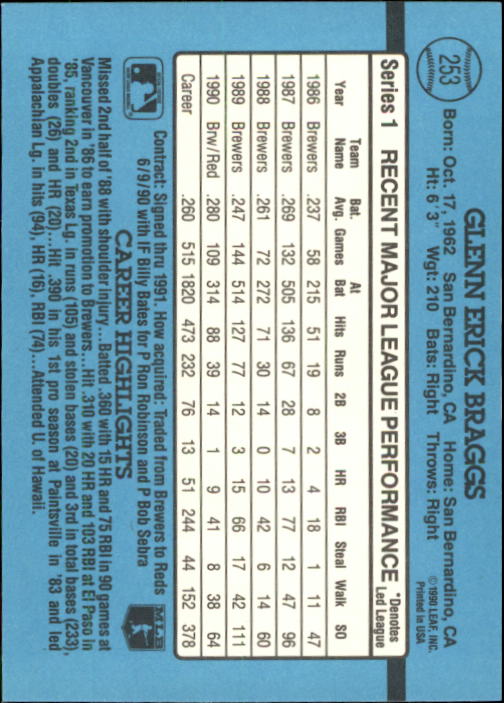 253
GLENN ERICK BRAGGS
Born: Oct. 17, 1962 San Bernardino, CA Home: San Bernardino, CA
Ht: 6'3" Wgt: 210 Bats: Right Throws: Right
©1990 LEAF, INC.
Printed in USA
Series 1 RECENT MAJOR LEAGUE PERFORMANCE *Denotes Led League
Year Team Name Bat. Avg. Games At Bat Hits Runs 2B 3B HR RBI Steal Walk SO
1986 Brewers .237 58 215 51 19 8 2 4 18 1 11 47
1987 Brewers .269 132 505 136 67 28 7 13 77 12 47 96
1988 Brewers .261 72 272 71 30 14 0 10 42 6 14 60
1989 Brewers .247 144 514 127 77 12 3 15 66 17 42 111
1990 Brw/Red .280 109 314 88 39 14 1 9 41 8 38 64
Career .260 515 1820 473 232 76 13 51 244 44 152 378
Contract: Signed thru 1991. How acquired: Traded from Brewers to Reds
6/9/90 with IF Billy Bates for P Ron Robinson and P Bob Sebra
CAREER HIGHLIGHTS
MLB
Missed 2nd half of '88 with shoulder injury...Batted .360 with 15 HR and 75 RBI in 90 games at
Vancouver in '86 to earn promotion to Brewers...Hit .310 with 20 HR and 103 RBI at El Paso in
'85, ranking 2nd in Texas Lg. in runs (105) and stolen bases (20) and 3rd in total bases (233),
doubles (26) and HR (20)...Hit .390 in his 1st pro season at Paintsville in '83 and led
Appalachian Lg. in hits (94), HR (16), RBI (74)...Attended U. of Hawaii.